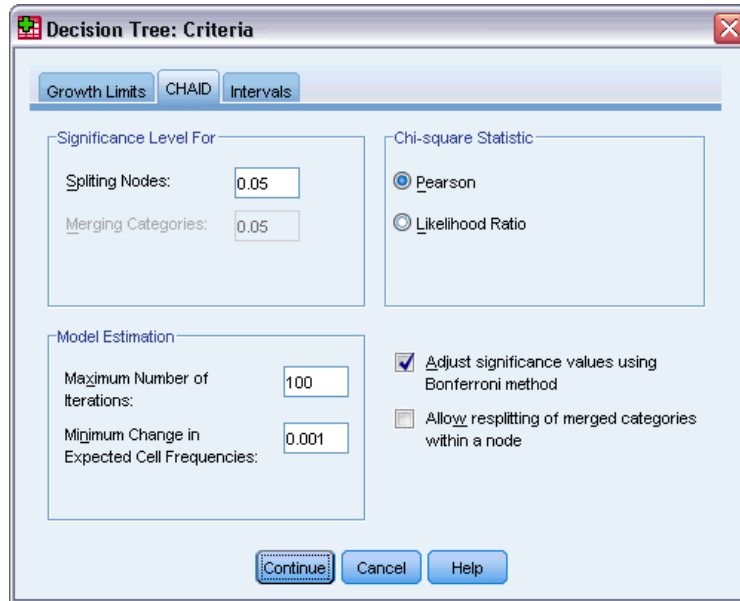 Decision Tree: Criteria
Growth Limits
CHAID
Intervals
Significance Level For
Spliting Nodes:
0.05
Merging Categories:
0.05
Chi-square Statistic
Pearson
Likelihood Ratio
Model Estimation
Maximum Number of
Iterations:
100
Minimum Change in
Expected Cell Frequencies:
0.001
Adjust significance values using
Bonferroni method
Allow resplitting of merged categories
within a node
Continue
Cancel
Help